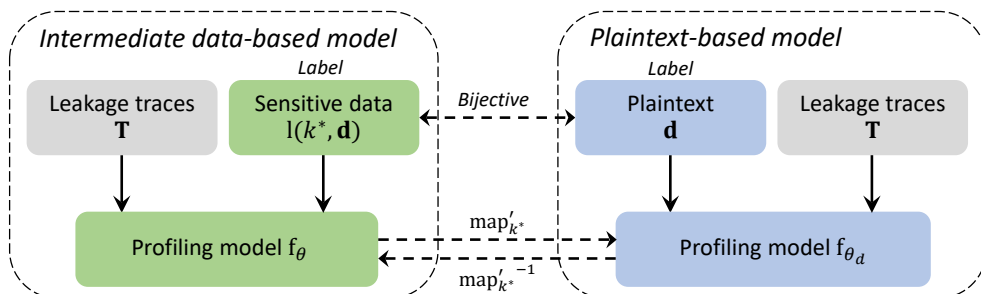 Intermediate data-based model
Label
Leakage traces
T
Sensitive data
l(k*, d)
Bijective
Plaintext-based model
Label
Plaintext
d
Leakage traces
T
Profiling model f_θ
map′_{k*}
map′_{k*}⁻¹
Profiling model f_{θ_d}